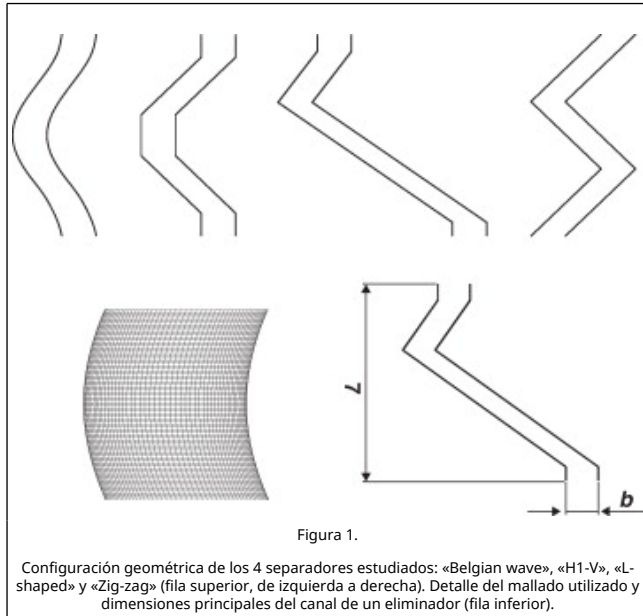 7
b
Figura 1.
Configuración geométrica de los 4 separadores estudiados: «Belgian wave», «H1-V», «L-
shaped» y «Zig-zag» (fila superior, de izquierda a derecha). Detalle del mallado utilizado y
dimensiones principales del canal de un eliminador (fila inferior).